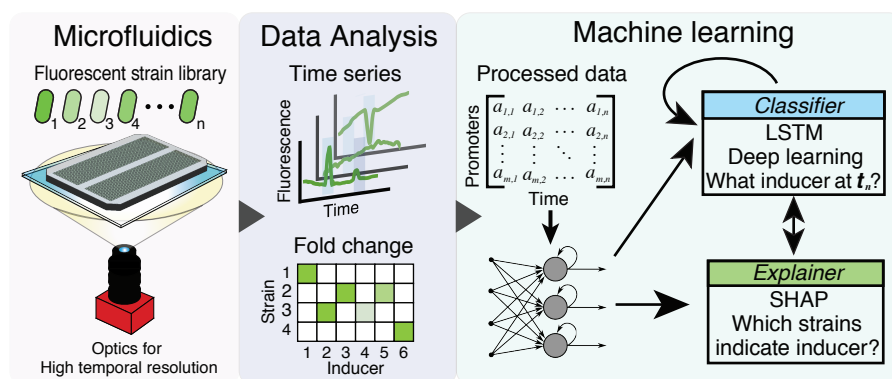 Microfluidics
Fluorescent strain library
1 2 3 4 ••• n
Optics for
High temporal resolution
Data Analysis
Time series
Fluorescence
Time
Fold change
Strain
1
2
3
4
1 2 3 4 5 6
Inducer
Machine learning
Processed data
Promoters
a1,1 a1,2 ⋯ a1,n
a2,1 a2,2 ⋯ a2,n
⋮ ⋮ ⋱ ⋮
am,1 am,2 ⋯ am,n
Time
Classifier
LSTM
Deep learning
What inducer at tn?
Explainer
SHAP
Which strains
indicate inducer?